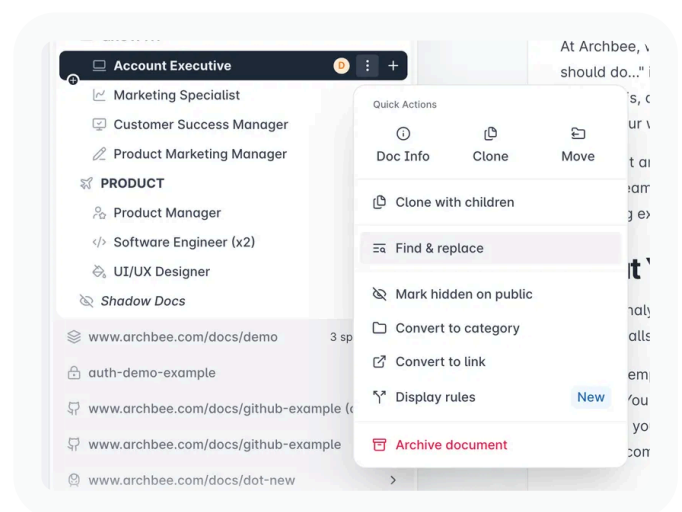 Account Executive D
Marketing Specialist
Customer Success Manager
Product Marketing Manager
PRODUCT
Product Manager
</> Software Engineer (x2)
UI/UX Designer
Shadow Docs
www.archbee.com/docs/demo 3 sp
auth-demo-example
www.archbee.com/docs/github-example (
www.archbee.com/docs/github-example
www.archbee.com/docs/dot-new
Quick Actions
Doc Info Clone Move
Clone with children
Find & replace
Mark hidden on public
Convert to category
Convert to link
Display rules New
Archive document
At Archbee,
should do..."